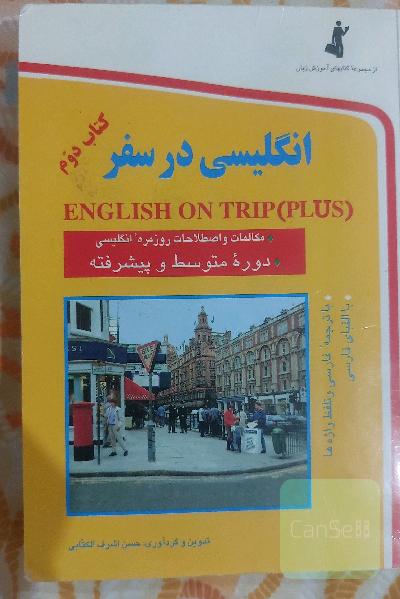 از مجموعهٔ کتابهای آموزش زبان
کتاب دوّم
انگلیسی در سفر
ENGLISH ON TRIP(PLUS)
• مکالمات و اصطلاحات روزمرهٔ انگلیسی
• دورهٔ متوسط و پیشرفته
با ترجمهٔ فارسی و تلفظ واژه ها
با الفبای فارسی
تدوین و گردآوری: حسن اشرف الکتابی
CanSell